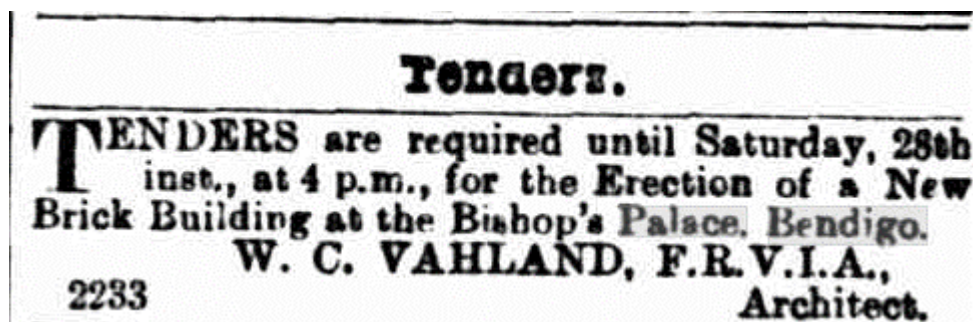 Tenders.
TENDERS are required until Saturday, 28th
inst., at 4 p.m., for the Erection of a New
Brick Building at the Bishop's Palace, Bendigo.
W. C. VAHLAND, F.R.V.I.A.,
2233 Architect.